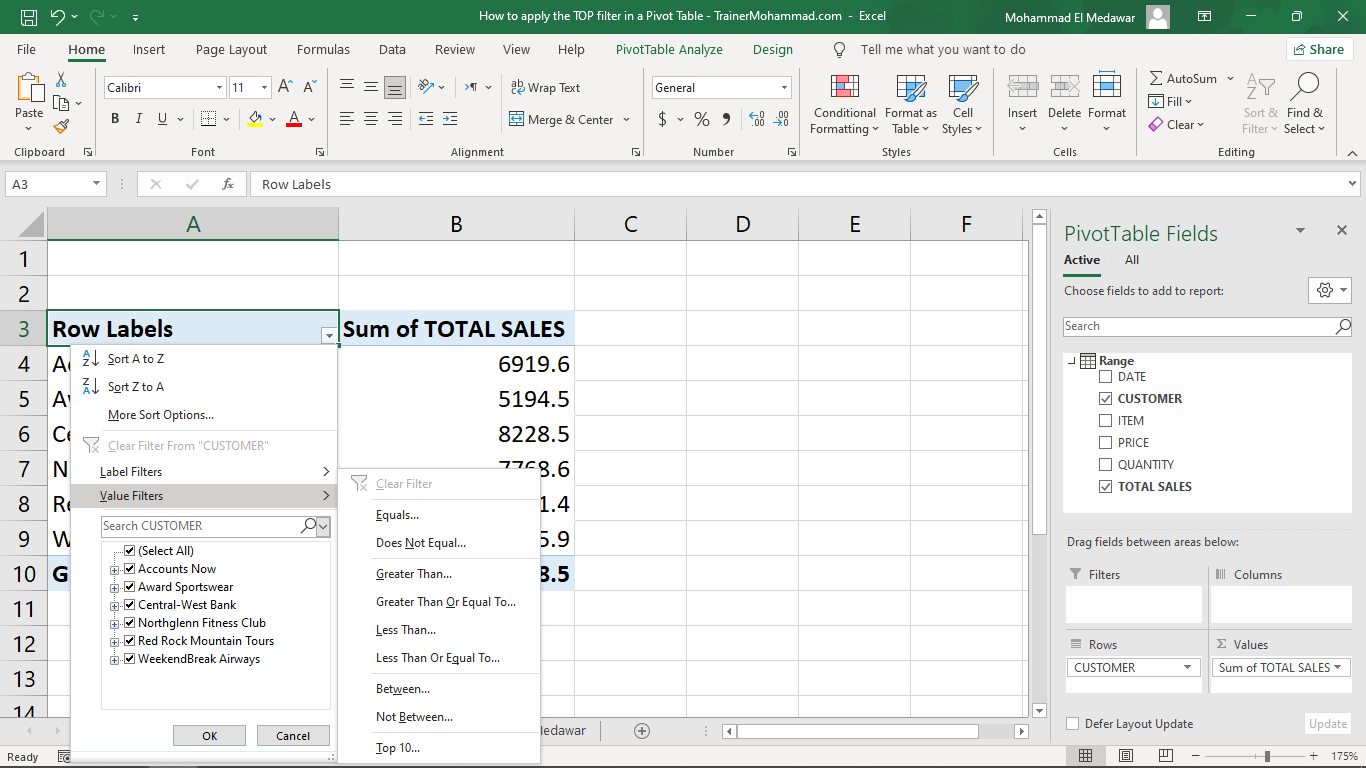 How to apply the TOP filter in a Pivot Table - TrainerMohammad.com - Excel
Mohammad El Medawar
File Home Insert Page Layout Formulas Data Review View Help PivotTable Analyze Design Tell me what you want to do Share
Paste
Calibri 11
B I U
A A
Wrap Text
Merge & Center
General
$ % 9
Conditional Formatting
Format as Table
Cell Styles
Insert
Delete
Format
AutoSum
Fill
Clear
Sort & Filter
Find & Select
Clipboard Font Alignment Number Styles Cells Editing
A3 fx Row Labels
A B C D E F
1
2
3 Row Labels Sum of TOTAL SALES
4 6919.6
5 5194.5
6 8228.5
7 7768.6
8 1.4
9 5.9
10 8.5
11
12
13
14
Sort A to Z
Sort Z to A
More Sort Options...
Clear Filter From "CUSTOMER"
Label Filters
Value Filters
Search CUSTOMER
(Select All)
Accounts Now
Award Sportswear
Central-West Bank
Northglenn Fitness Club
Red Rock Mountain Tours
WeekendBreak Airways
OK Cancel
Clear Filter
Equals...
Does Not Equal...
Greater Than...
Greater Than Or Equal To...
Less Than...
Less Than Or Equal To...
Between...
Not Between...
Top 10...
PivotTable Fields
Active All
Choose fields to add to report:
Search
Range
DATE
CUSTOMER
ITEM
PRICE
QUANTITY
TOTAL SALES
Drag fields between areas below:
Filters Columns
Rows Σ Values
CUSTOMER Sum of TOTAL SALES
Defer Layout Update Update
Ready
175%